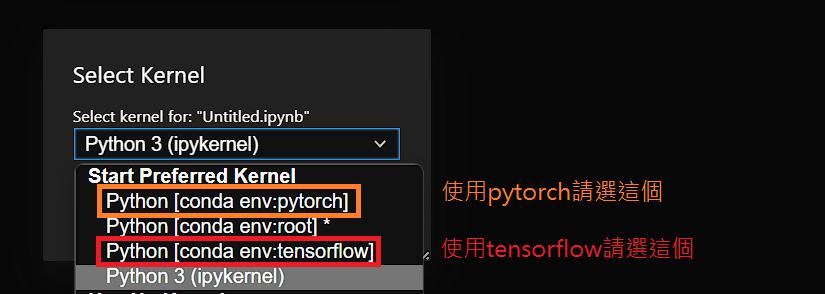 Select Kernel
Select kernel for: "Untitled.ipynb"
Python 3 (ipykernel)
Start Preferred Kernel
Python [conda env:pytorch]
使用pytorch請選這個
Python [conda env:root] *
Python [conda env:tensorflow]
使用tensorflow請選這個
Python 3 (ipykernel)